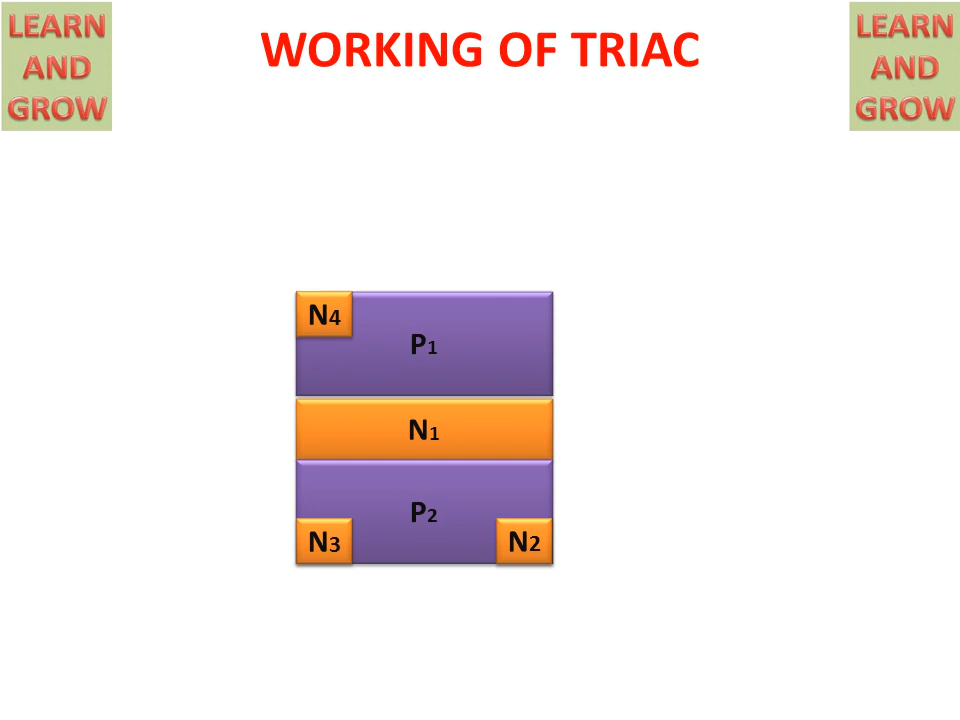 LEARN
AND
GROW
WORKING OF TRIAC
LEARN
AND
GROW
N4
P1
N1
P2
N3
N2